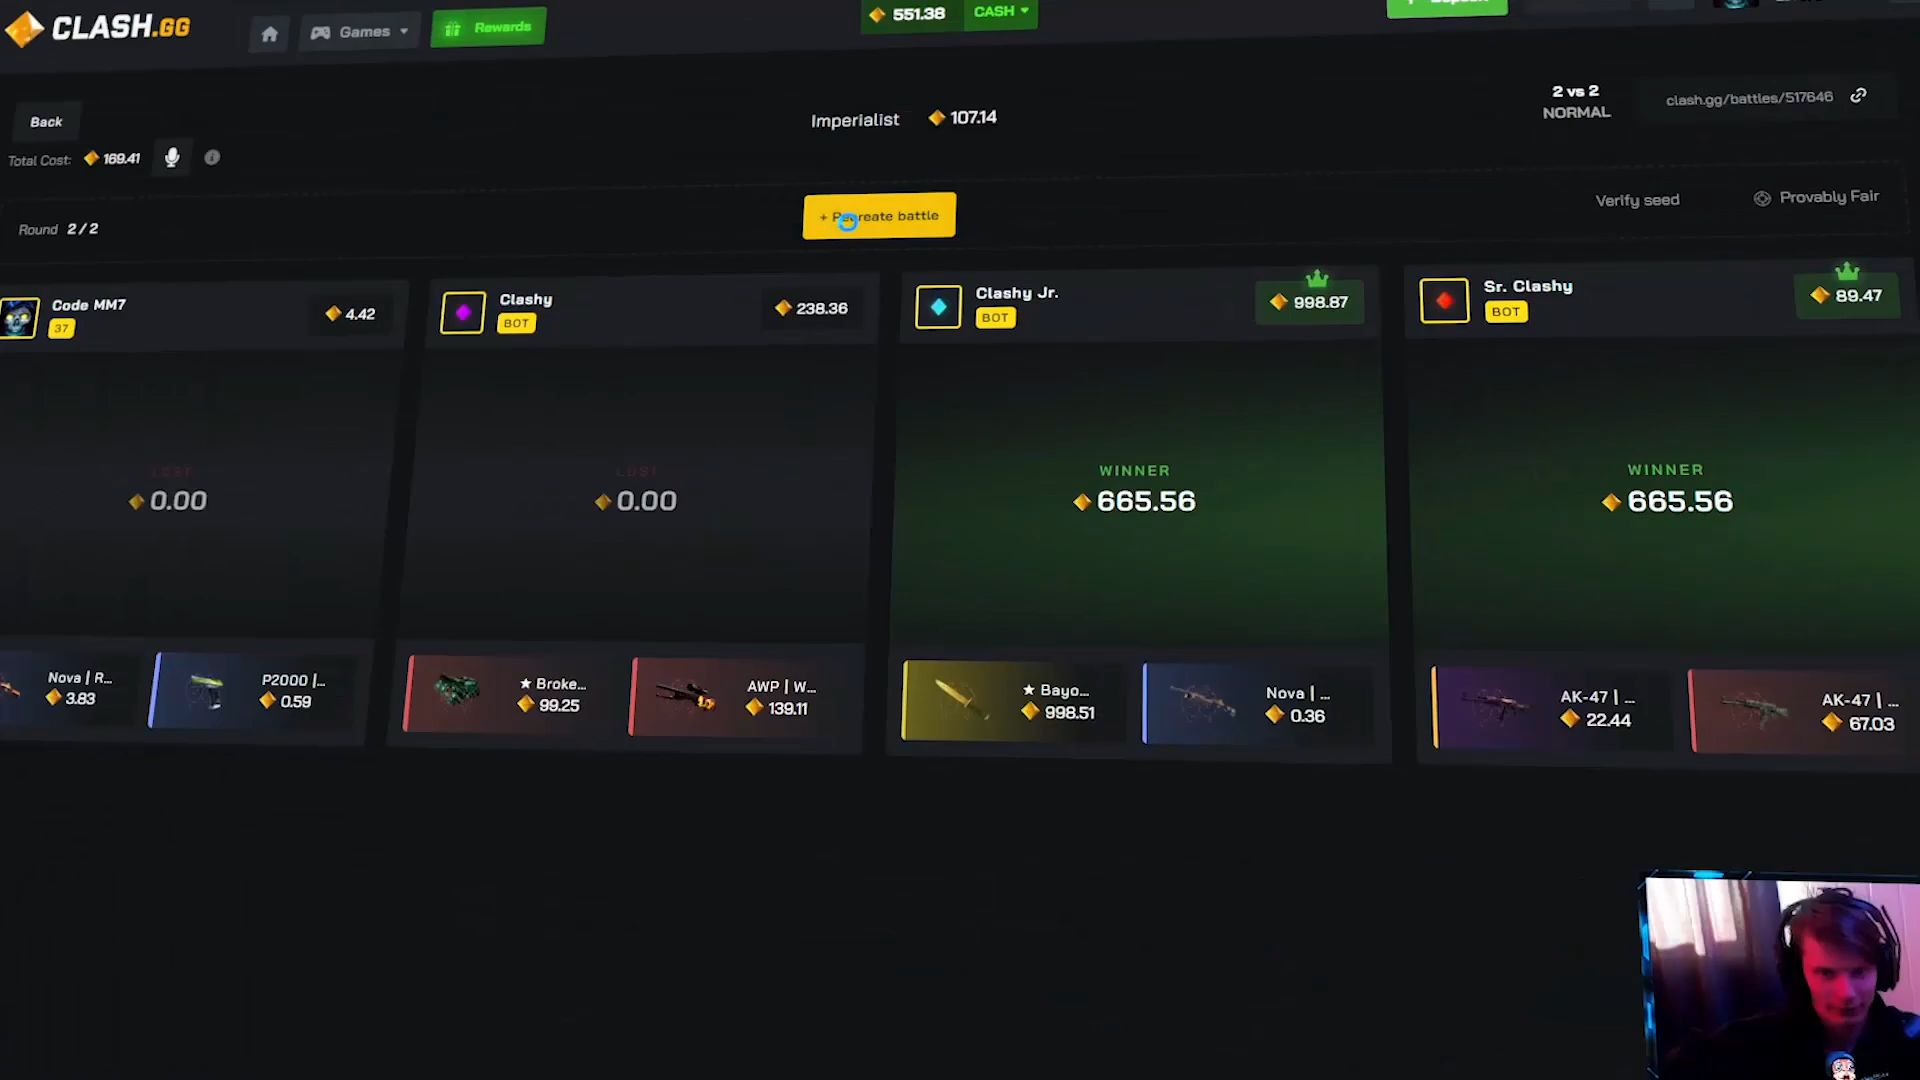 CLASH.GG
Games
Rewards
551.38
CASH
Back
Imperialist 107.14
2 vs 2
NORMAL
clash.gg/battles/517646
Total Cost: 169.41
Round 2/2
+ Recreate battle
Verify seed
Provably Fair
Code MM7
37
4.42
Clashy
BOT
238.36
Clashy Jr.
BOT
998.87
Sr. Clashy
BOT
89.47
LOST
0.00
LOST
0.00
WINNER
665.56
WINNER
665.56
Nova | R...
3.83
P2000 |...
0.59
★ Broke...
99.25
AWP | W...
139.11
★ Bayo...
998.51
Nova | ...
0.36
AK-47 | ...
22.44
AK-47 | ...
67.03